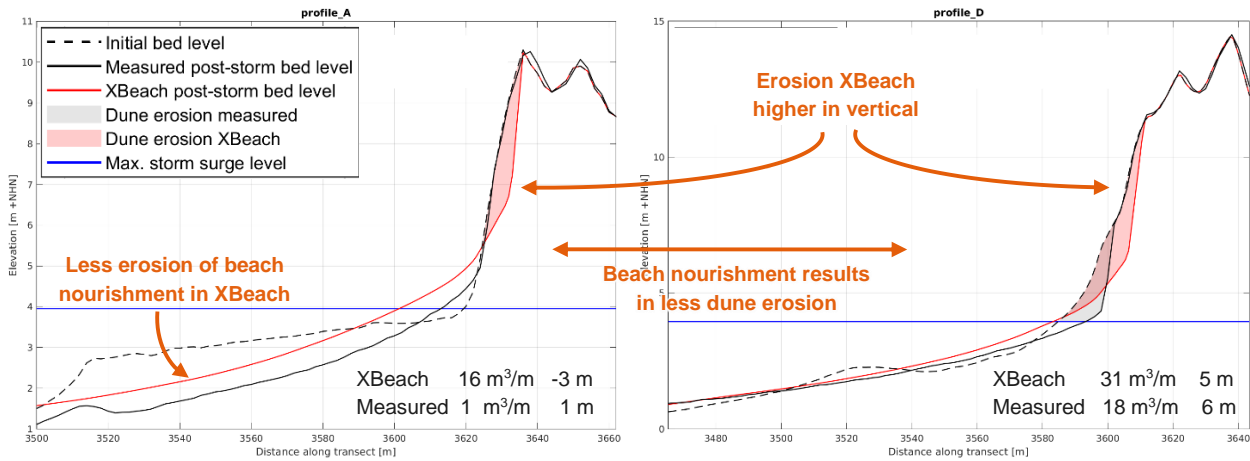 profile_A
11
10
9
8
7
6
5
4
3
2
1
Elevation [m +NHN]
Initial bed level
Measured post-storm bed level
XBeach post-storm bed level
Dune erosion measured
Dune erosion XBeach
Max. storm surge level
Less erosion of beach
nourishment in XBeach
XBeach 16 m³/m -3 m
Measured 1 m³/m 1 m
3500 3520 3540 3560 3580 3600 3620 3640 3660
Distance along transect [m]
Erosion XBeach
higher in vertical
Beach nourishment results
in less dune erosion
profile_D
15
10
5
0
levation [m +NHN]
XBeach 31 m³/m 5 m
Measured 18 m³/m 6 m
3480 3500 3520 3540 3560 3580 3600 3620 3640
Distance along transect [m]